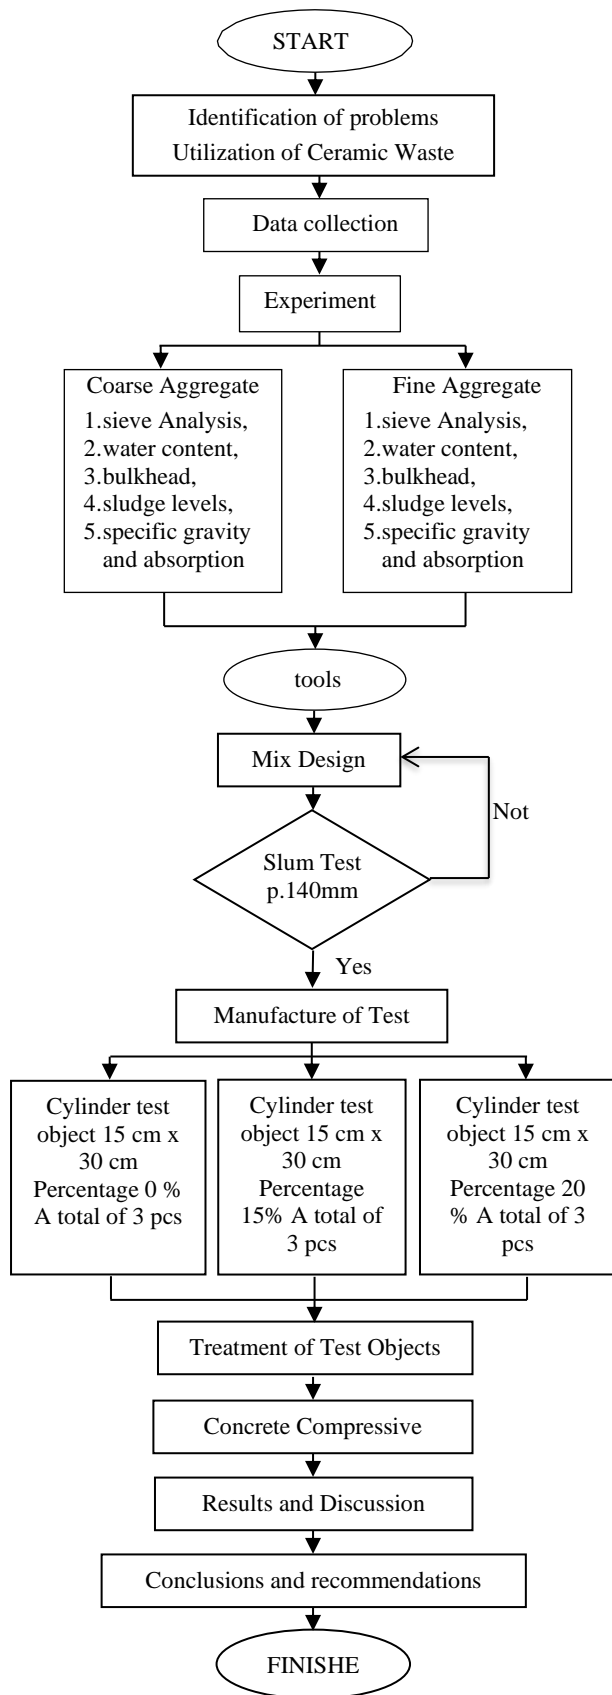 START
Identification of problems
Utilization of Ceramic Waste
Data collection
Experiment
Coarse Aggregate
1.sieve Analysis,
2.water content,
3.bulkhead,
4.sludge levels,
5.specific gravity
and absorption
Fine Aggregate
1.sieve Analysis,
2.water content,
3.bulkhead,
4.sludge levels,
5.specific gravity
and absorption
tools
Mix Design
Not
Slum Test
p.140mm
Yes
Manufacture of Test
Cylinder test
object 15 cm x
30 cm
Percentage 0 %
A total of 3 pcs
Cylinder test
object 15 cm x
30 cm
Percentage
15% A total of
3 pcs
Cylinder test
object 15 cm x
30 cm
Percentage 20
% A total of 3
pcs
Treatment of Test Objects
Concrete Compressive
Results and Discussion
Conclusions and recommendations
FINISHE